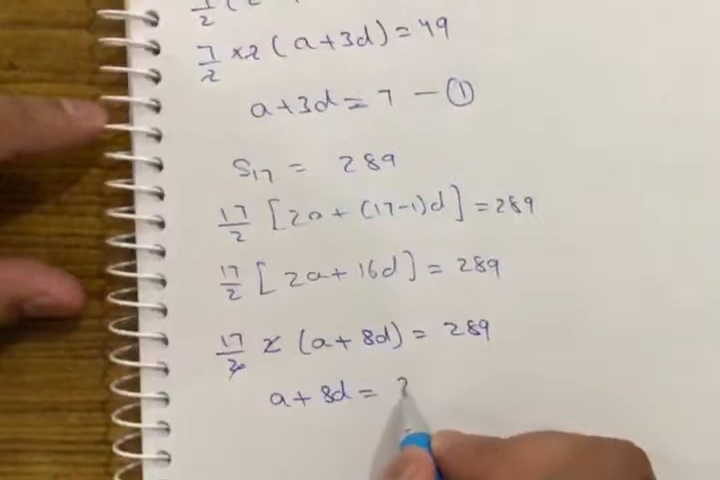 7/2 × 2 (a+3d) = 49
a+3d = 7 — ①
S₁₇ = 289
17/2 [2a + (17-1)d] = 289
17/2 [2a + 16d] = 289
17/2 2 (a + 8d) = 289
a + 8d =